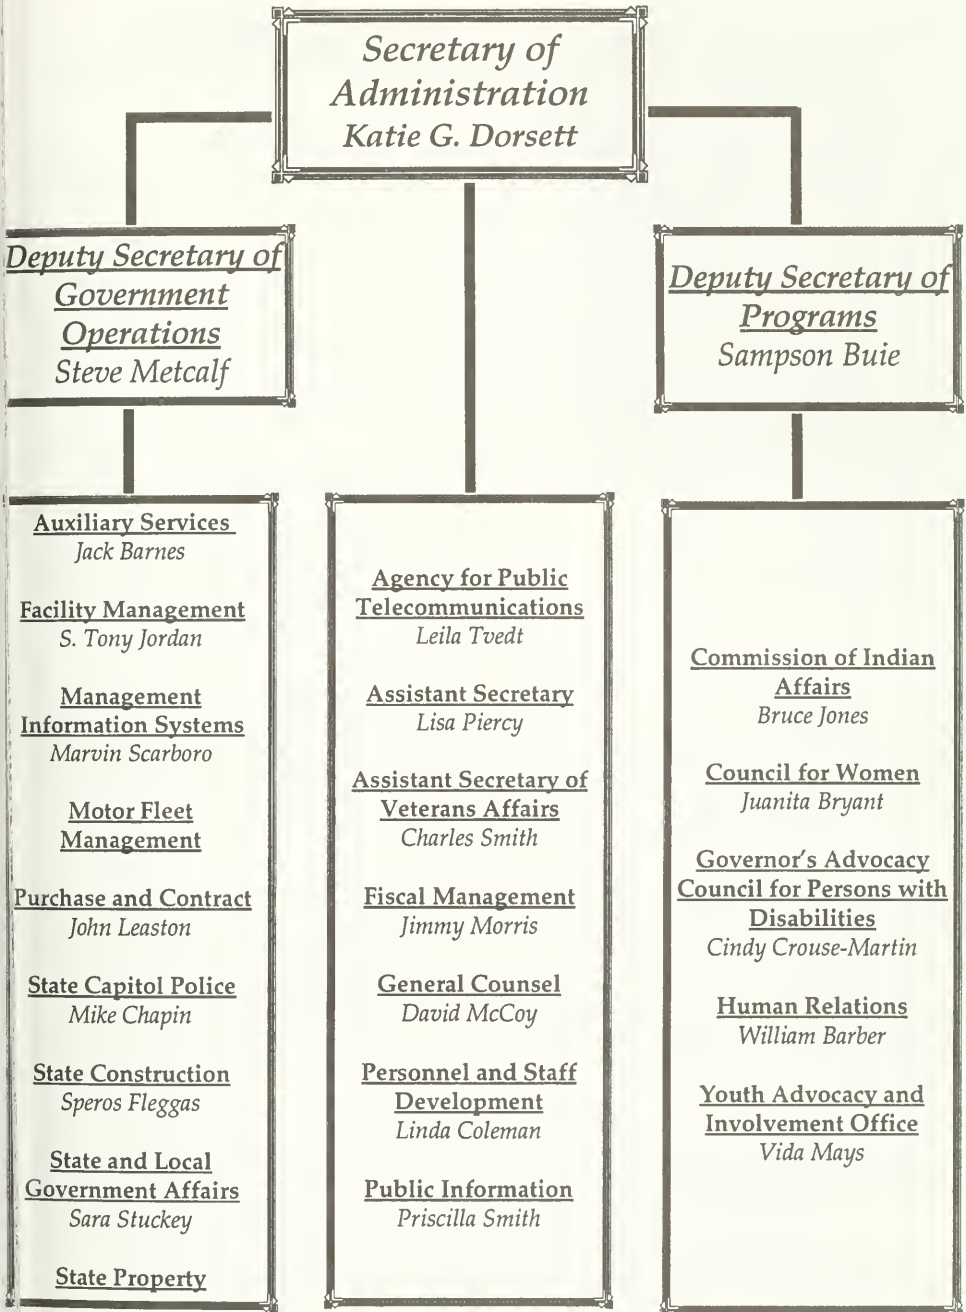 Secretary of
Administration
Katie G. Dorsett
Deputy Secretary of
Government
Operations
Steve Metcalf
Deputy Secretary of
Programs
Sampson Buie
Auxiliary Services
Jack Barnes
Facility Management
S. Tony Jordan
Management
Information Systems
Marvin Scarboro
Motor Fleet
Management
Purchase and Contract
John Leaston
State Capitol Police
Mike Chapin
State Construction
Speros Fleggas
State and Local
Government Affairs
Sara Stuckey
State Property
Agency for Public
Telecommunications
Leila Tvedt
Assistant Secretary
Lisa Piercy
Assistant Secretary of
Veterans Affairs
Charles Smith
Fiscal Management
Jimmy Morris
General Counsel
David McCoy
Personnel and Staff
Development
Linda Coleman
Public Information
Priscilla Smith
Commission of Indian
Affairs
Bruce Jones
Council for Women
Juanita Bryant
Governor's Advocacy
Council for Persons with
Disabilities
Cindy Crouse-Martin
Human Relations
William Barber
Youth Advocacy and
Involvement Office
Vida Mays